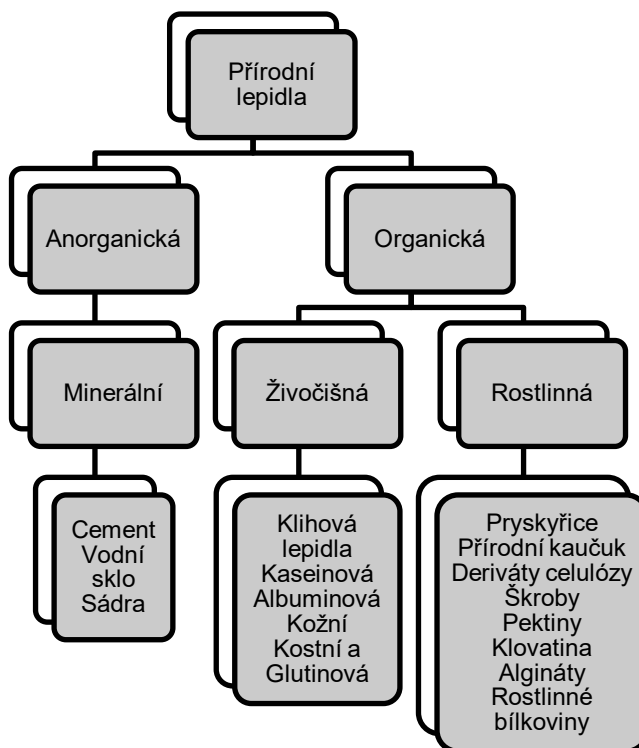 Přírodní
lepidla
Anorganická
Organická
Minerální
Živočišná
Rostlinná
Cement
Vodní
sklo
Sádra
Klihová
lepidla
Kaseinová
Albuminová
Kožní
Kostní a
Glutinová
Pryskyřice
Přírodní kaučuk
Deriváty celulózy
Škroby
Pektiny
Klovatina
Algináty
Rostlinné
bílkoviny